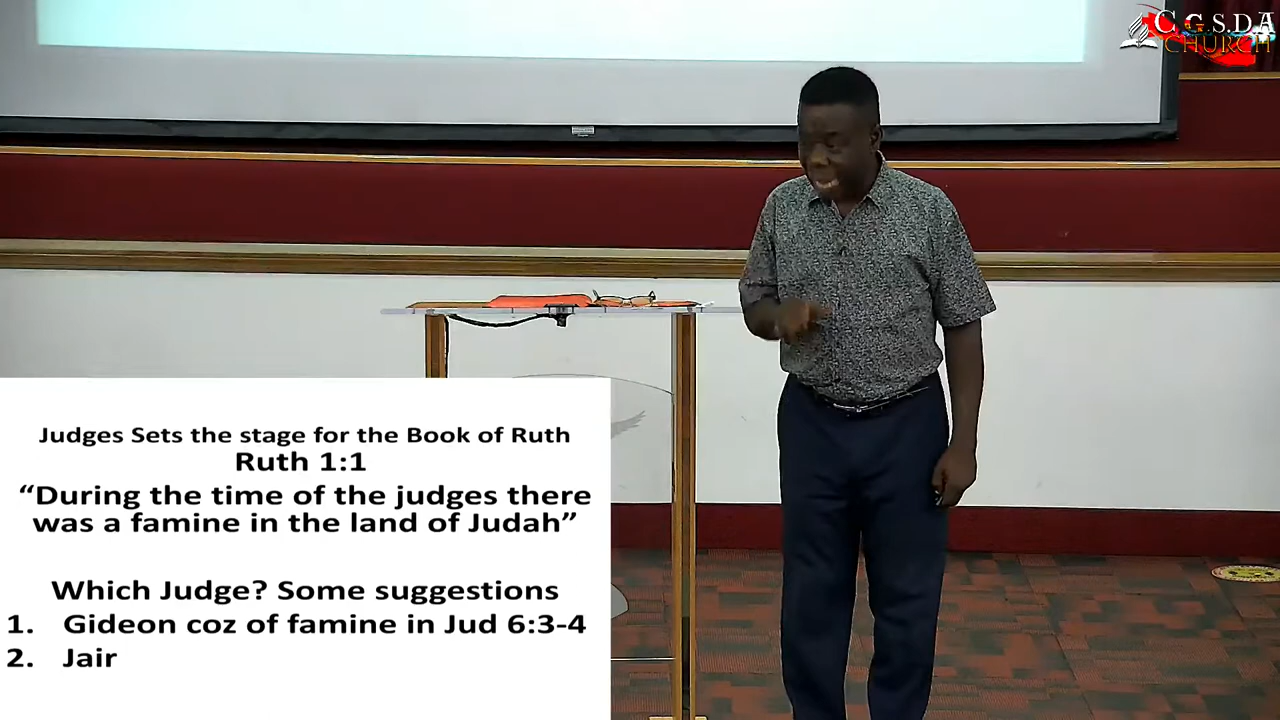 C G.S.D.A
CHURCH
Judges Sets the stage for the Book of Ruth
Ruth 1:1
“During the time of the judges there
was a famine in the land of Judah”
Which Judge? Some suggestions
1. Gideon coz of famine in Jud 6:3-4
2. Jair